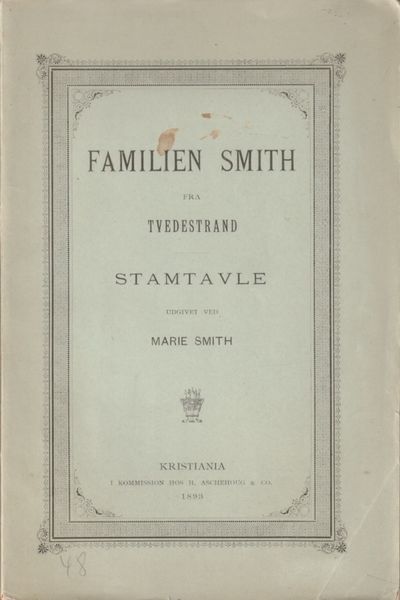 FAMILIEN SMITH
FRA
TVEDESTRAND
STAMTAVLE
UDGIVET VED
MARIE SMITH
KRISTIANIA
I KOMMISSION HOS H. ASCHEHOUG & CO.
1893
48